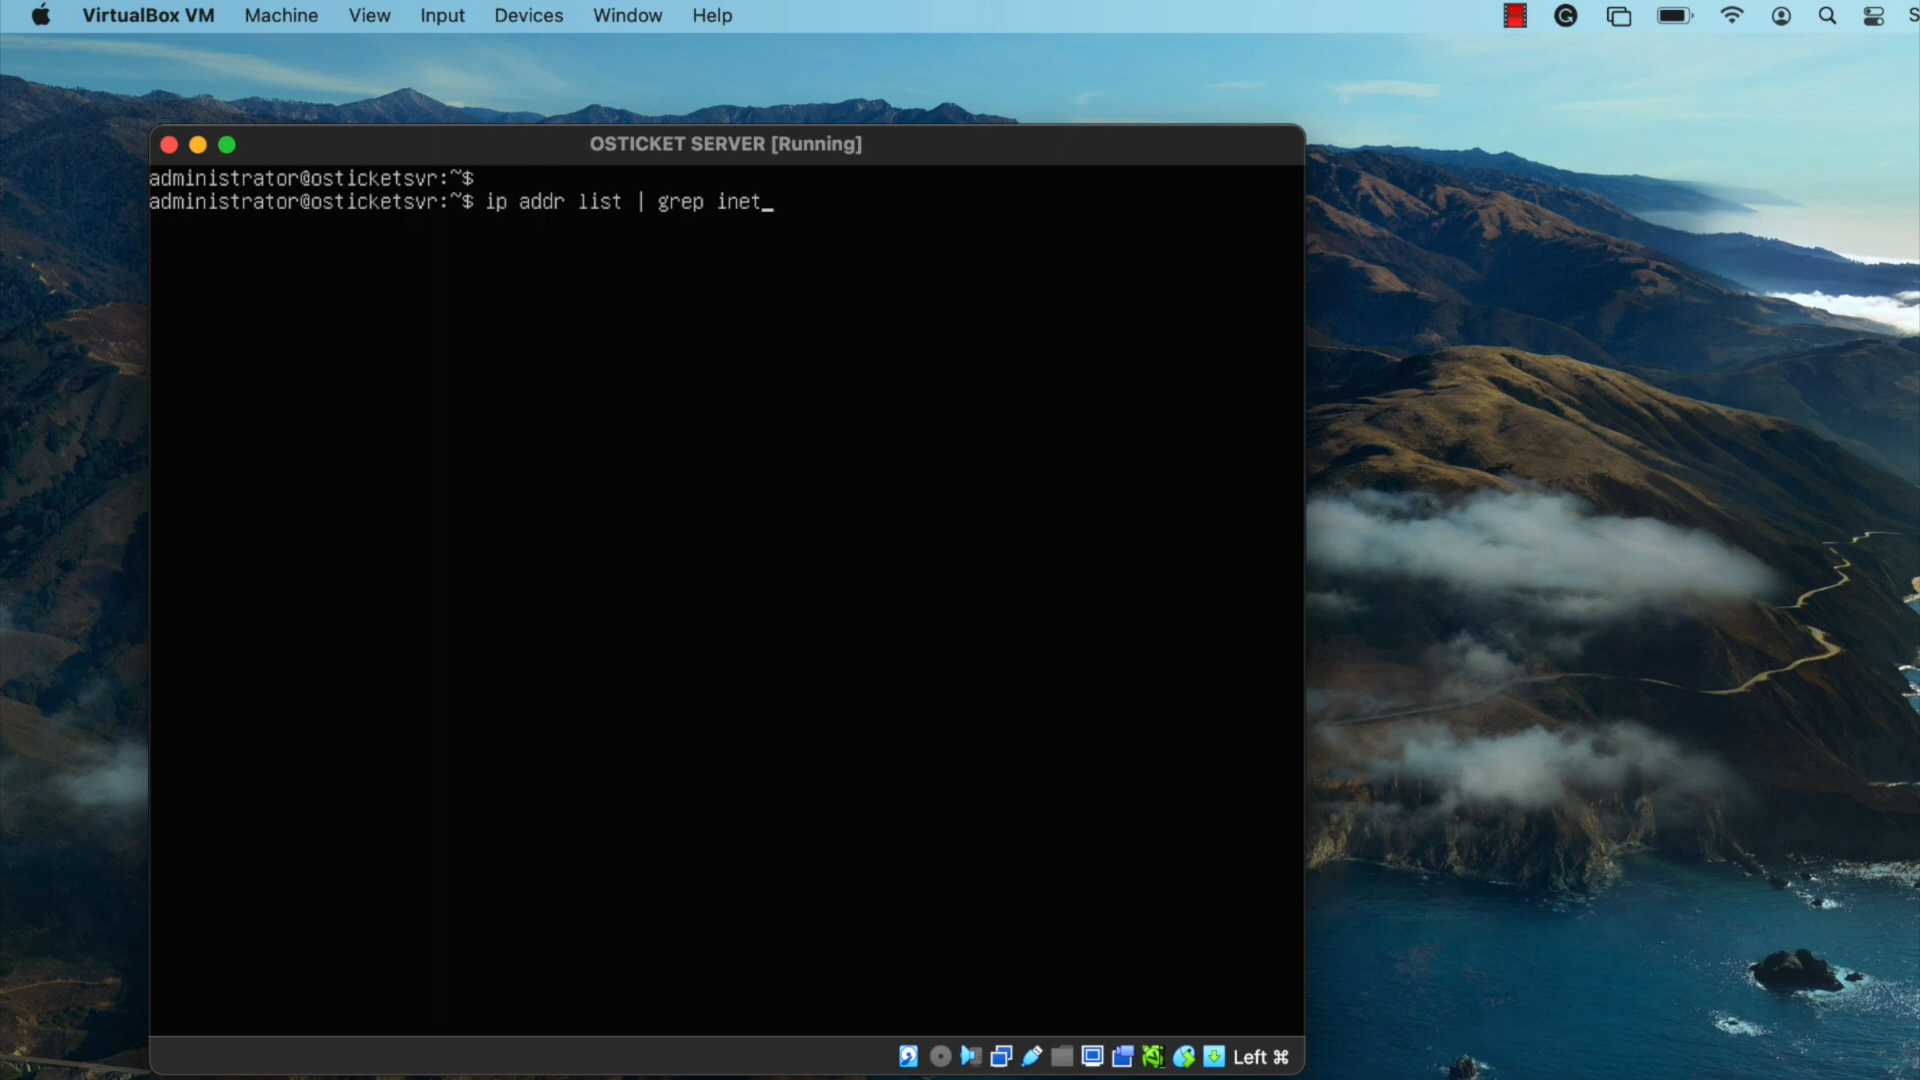 VirtualBox VM Machine View Input Devices Window Help
OSTICKET SERVER [Running]
administrator@osticketsvr:~$
administrator@osticketsvr:~$ ip addr list | grep inet_
Left ⌘